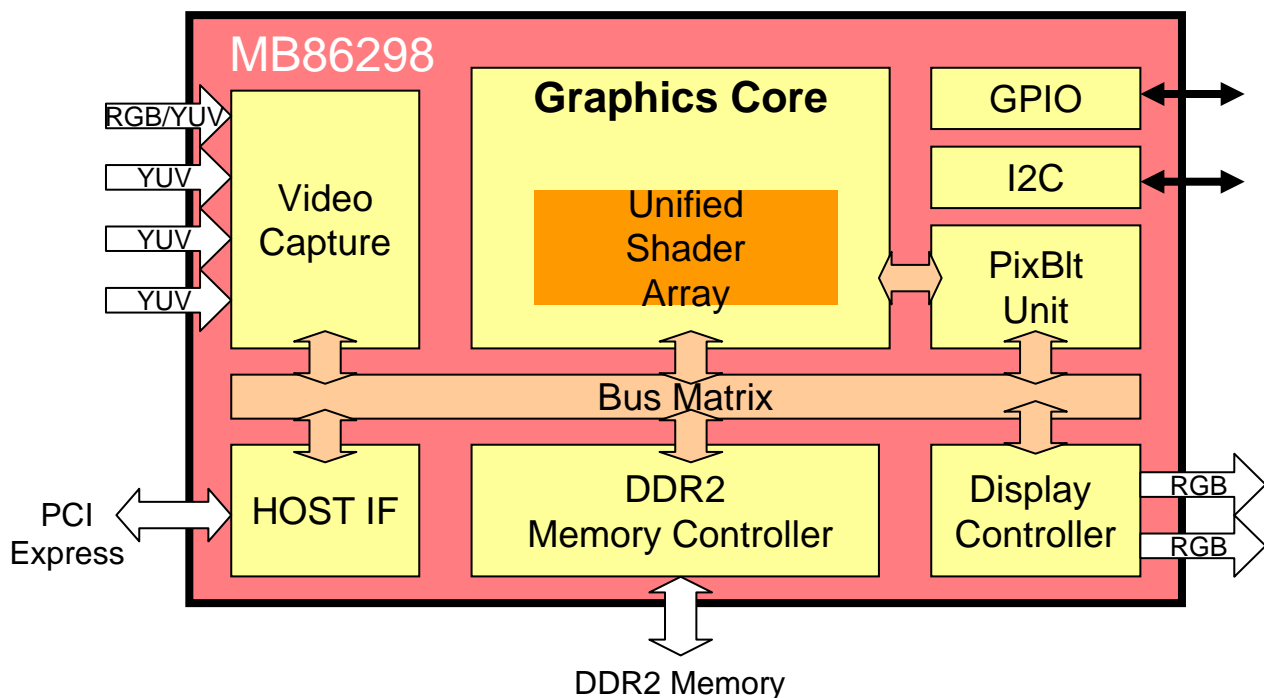 MB86298
RGB/YUV
YUV
YUV
YUV
Video
Capture
Graphics Core
Unified
Shader
Array
GPIO
I2C
PixBlt
Unit
Bus Matrix
PCI
Express
HOST IF
DDR2
Memory Controller
Display
Controller
RGB
RGB
DDR2 Memory